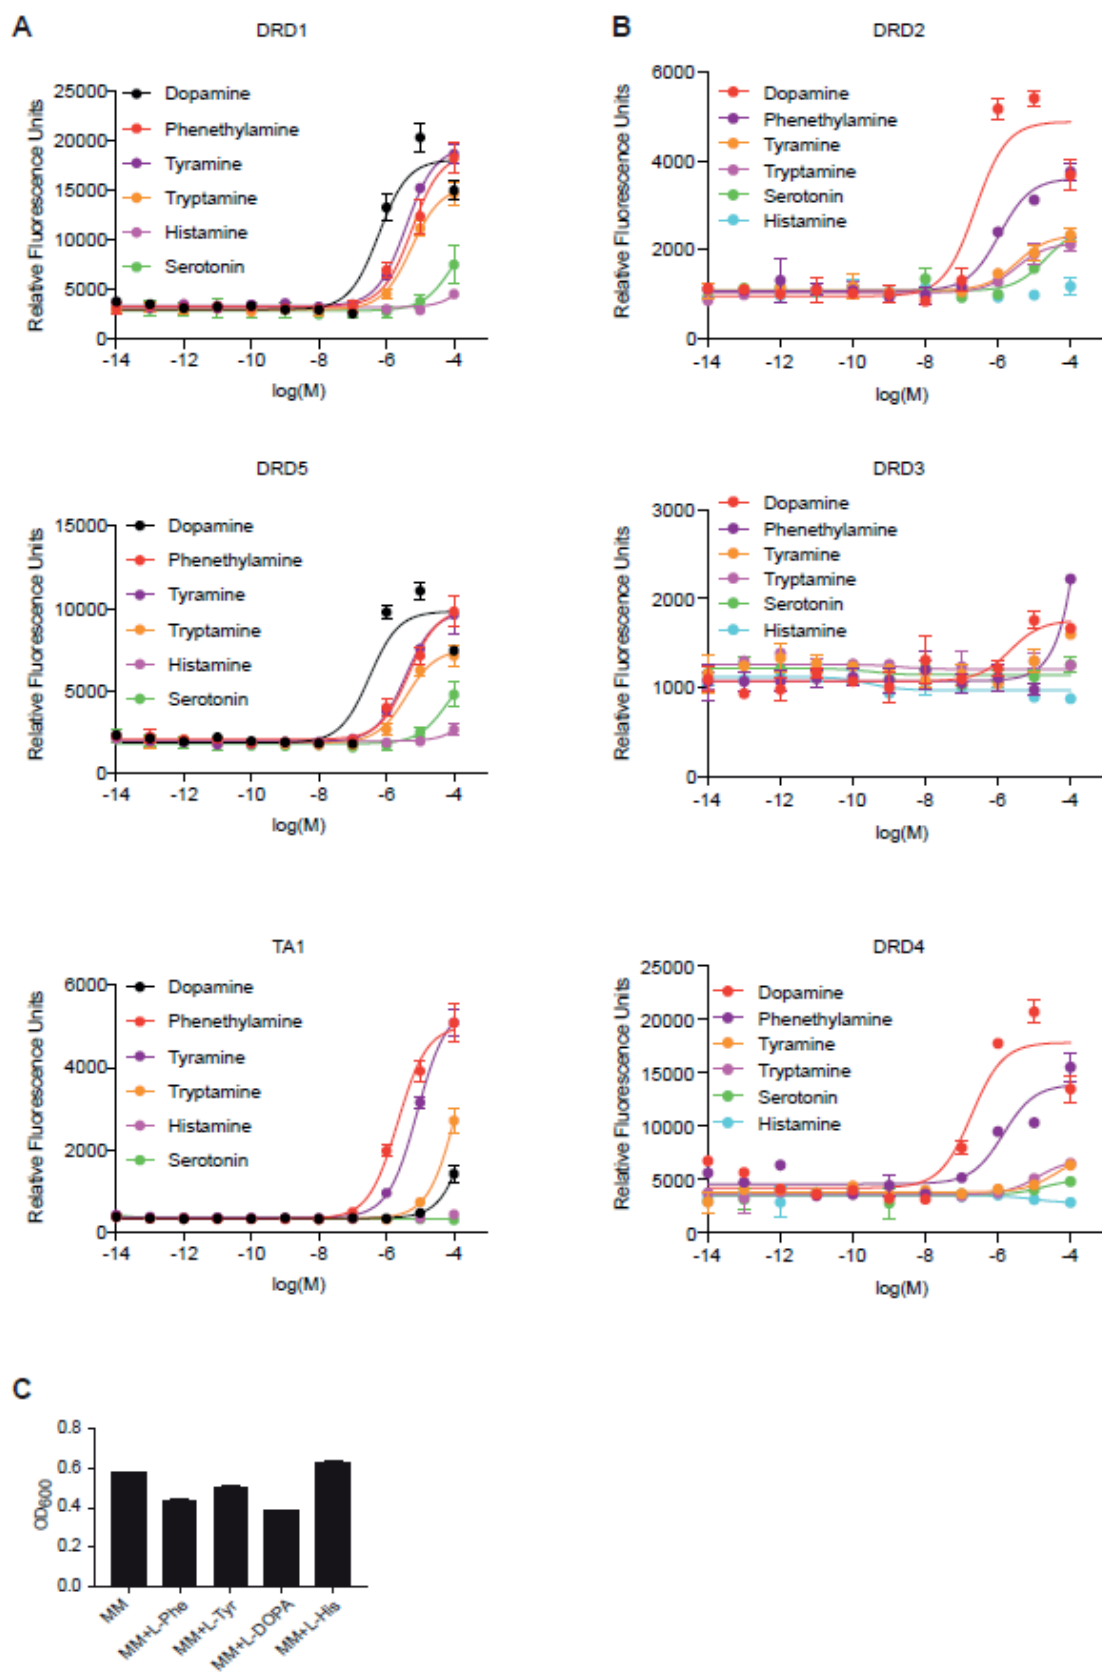 A
DRD1
Relative Fluorescence Units
25000
20000
15000
10000
5000
0
Dopamine
Phenethylamine
Tyramine
Tryptamine
Histamine
Serotonin
-14 -12 -10 -8 -6 -4
log(M)
DRD5
Relative Fluorescence Units
15000
10000
5000
0
Dopamine
Phenethylamine
Tyramine
Tryptamine
Histamine
Serotonin
-14 -12 -10 -8 -6 -4
log(M)
TA1
Relative Fluorescence Units
6000
4000
2000
0
Dopamine
Phenethylamine
Tyramine
Tryptamine
Histamine
Serotonin
-14 -12 -10 -8 -6 -4
log(M)
B
DRD2
Relative Fluorescence Units
6000
4000
2000
0
Dopamine
Phenethylamine
Tyramine
Tryptamine
Serotonin
Histamine
-14 -12 -10 -8 -6 -4
log(M)
DRD3
Relative Fluorescence Units
3000
2000
1000
0
Dopamine
Phenethylamine
Tyramine
Tryptamine
Serotonin
Histamine
-14 -12 -10 -8 -6 -4
log(M)
DRD4
Relative Fluorescence Units
25000
20000
15000
10000
5000
0
Dopamine
Phenethylamine
Tyramine
Tryptamine
Serotonin
Histamine
-14 -12 -10 -8 -6 -4
log(M)
C
OD600
0.8
0.6
0.4
0.2
0.0
MM
MM+L-Phe
MM+L-Tyr
MM+L-DOPA
MM+L-His